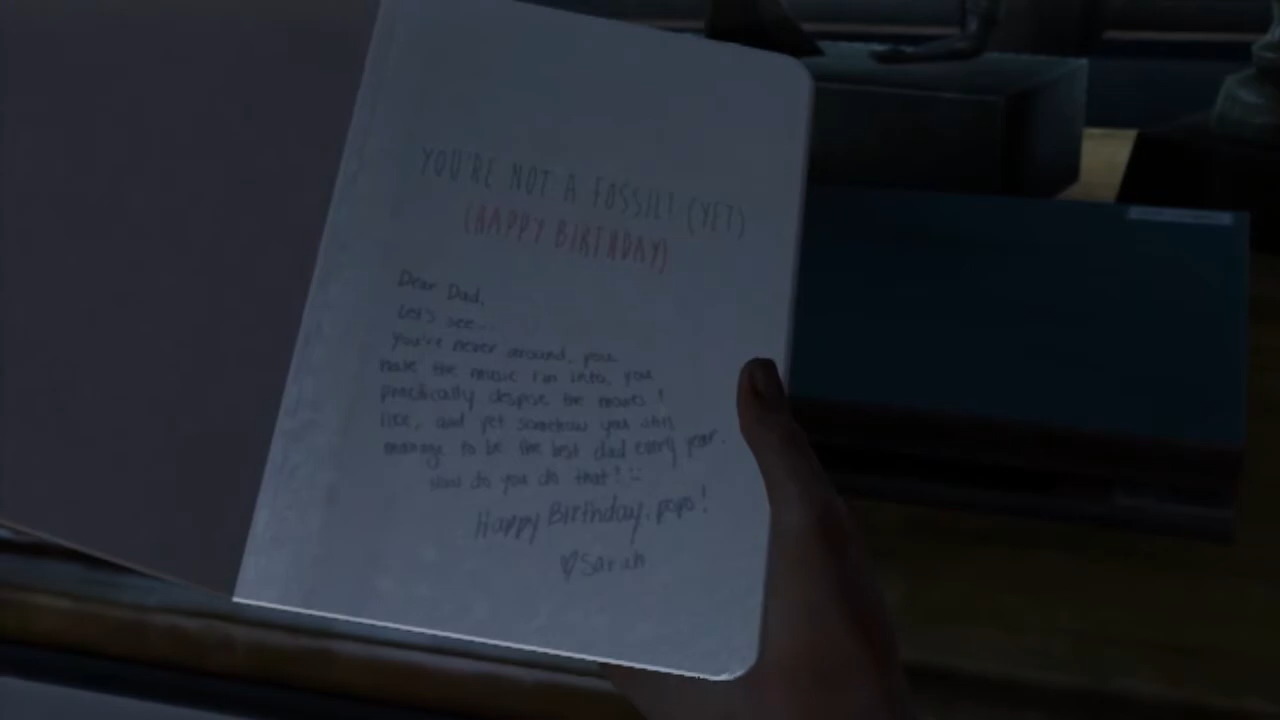 YOU'RE NOT A FOSSIL! (YET)
(HAPPY BIRTHDAY)
Dear Dad,
Let's see...
you're never around, you
hate the music I'm into, you
practically despise the movies I
like, and yet somehow you still
manage to be the best dad every year.
How do you do that? :-
Happy Birthday, pops!
♡Sarah